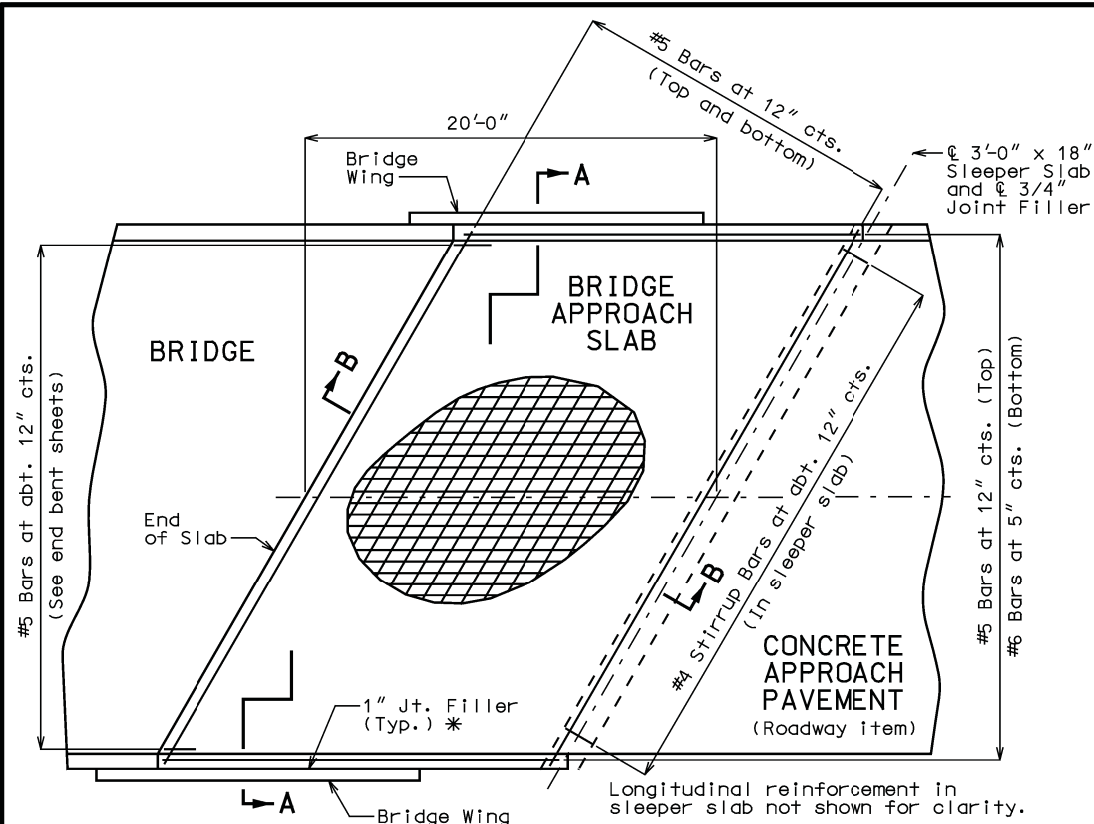 #5 Bars at 12" cts.
(Top and bottom)
20'-0"
Bridge
Wing
A
℄ 3'-0" x 18"
Sleeper Slab
and ℄ 3/4"
Joint Filler
BRIDGE
APPROACH
SLAB
BRIDGE
B
#5 Bars at abt. 12" cts.
(See end bent sheets)
End
of Slab
#4 Stirrup Bars at abt. 12" cts.
(In sleeper slab)
B
#5 Bars at 12" cts. (Top)
#6 Bars at 5" cts. (Bottom)
CONCRETE
APPROACH
PAVEMENT
(Roadway item)
1" Jt. Filler
(Typ.) *
A
Bridge Wing
Longitudinal reinforcement in
sleeper slab not shown for clarity.